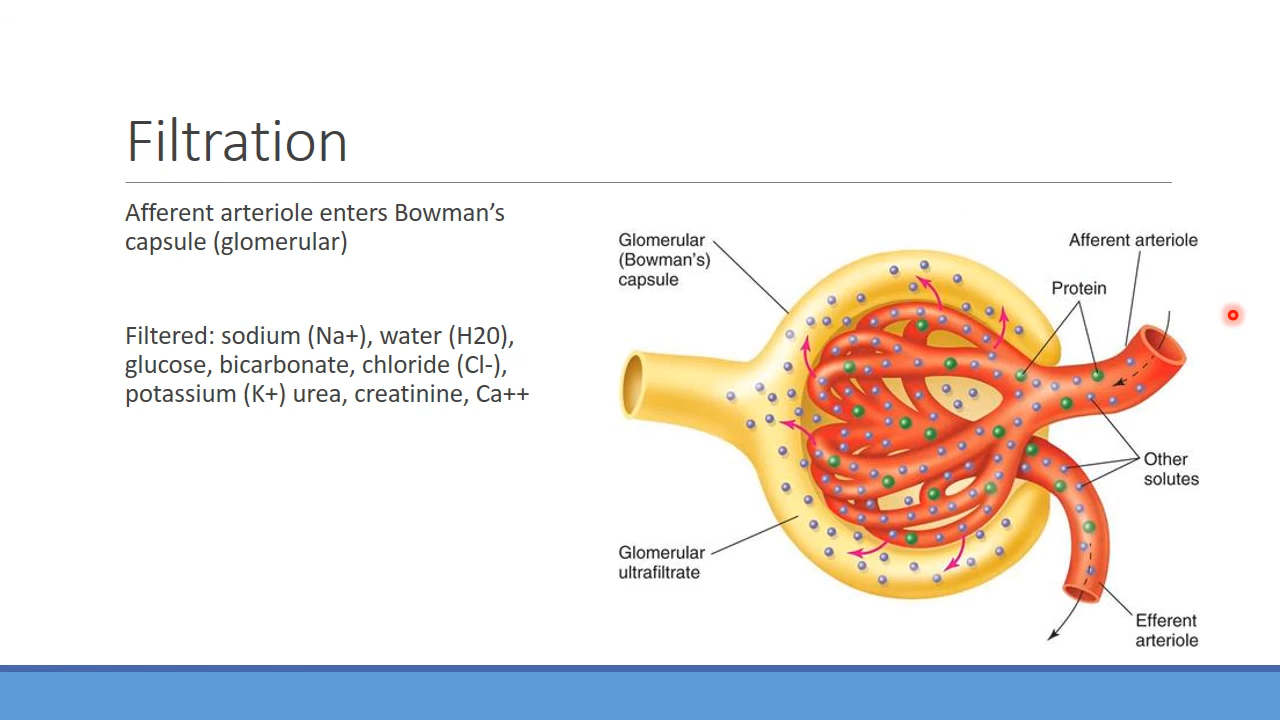 Filtration
Afferent arteriole enters Bowman’s
capsule (glomerular)
Filtered: sodium (Na+), water (H20),
glucose, bicarbonate, chloride (Cl-),
potassium (K+) urea, creatinine, Ca++
Glomerular
(Bowman's)
capsule
Afferent arteriole
Protein
Other
solutes
Glomerular
ultrafiltrate
Efferent
arteriole